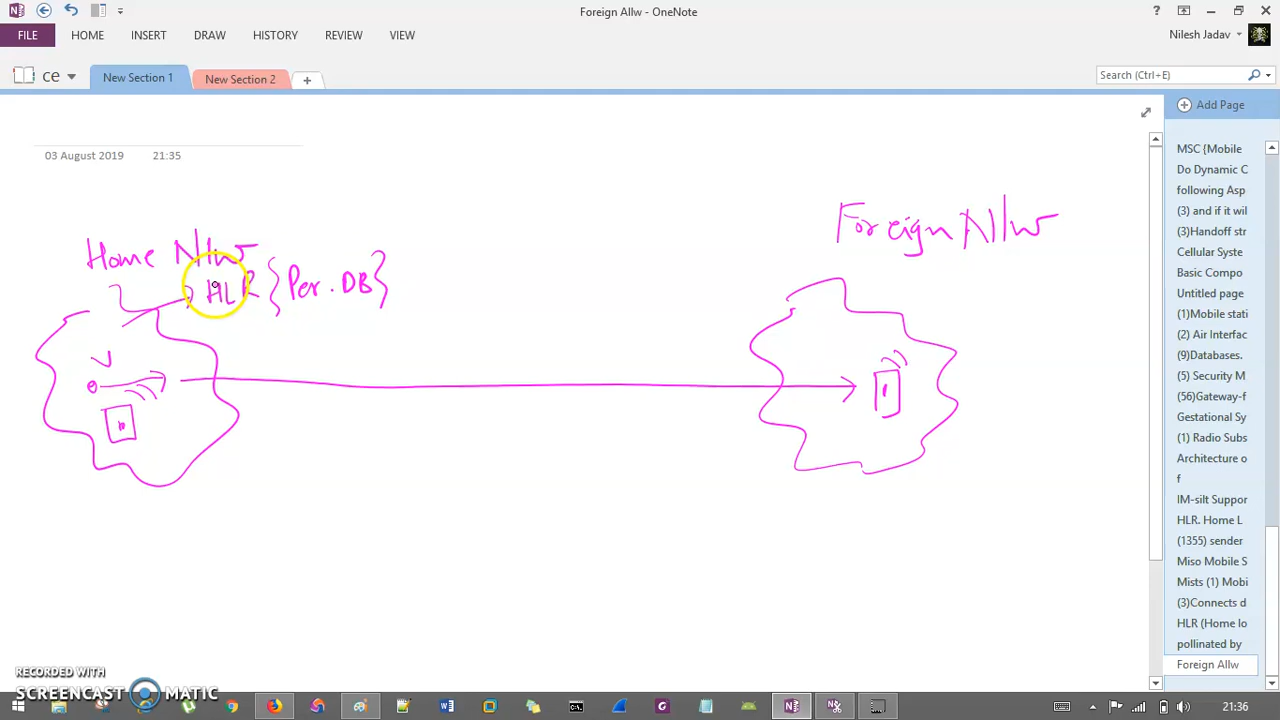 Foreign Allw - OneNote
?
FILE
HOME
INSERT
DRAW
HISTORY
REVIEW
VIEW
Nilesh Jadav
ce
New Section 1
New Section 2
Search (Ctrl+E)
Add Page
03 August 2019 21:35
Home N/w
HLR {Per. DB}
Foreign N/w
MSC {Mobile
Do Dynamic C
following Asp
(3) and if it wil
(3)Handoff str
Cellular Syste
Basic Compo
Untitled page
(1)Mobile stati
(2) Air Interfac
(9)Databases.
(5) Security M
(56)Gateway-f
Gestational Sy
(1) Radio Subs
Architecture o
f
IM-silt Suppor
HLR. Home L
(1355) sender
Miso Mobile S
Mists (1) Mobi
(3)Connects d
HLR (Home lo
pollinated by
Foreign Allw
RECORDED WITH
SCREENCAST MATIC
21:36